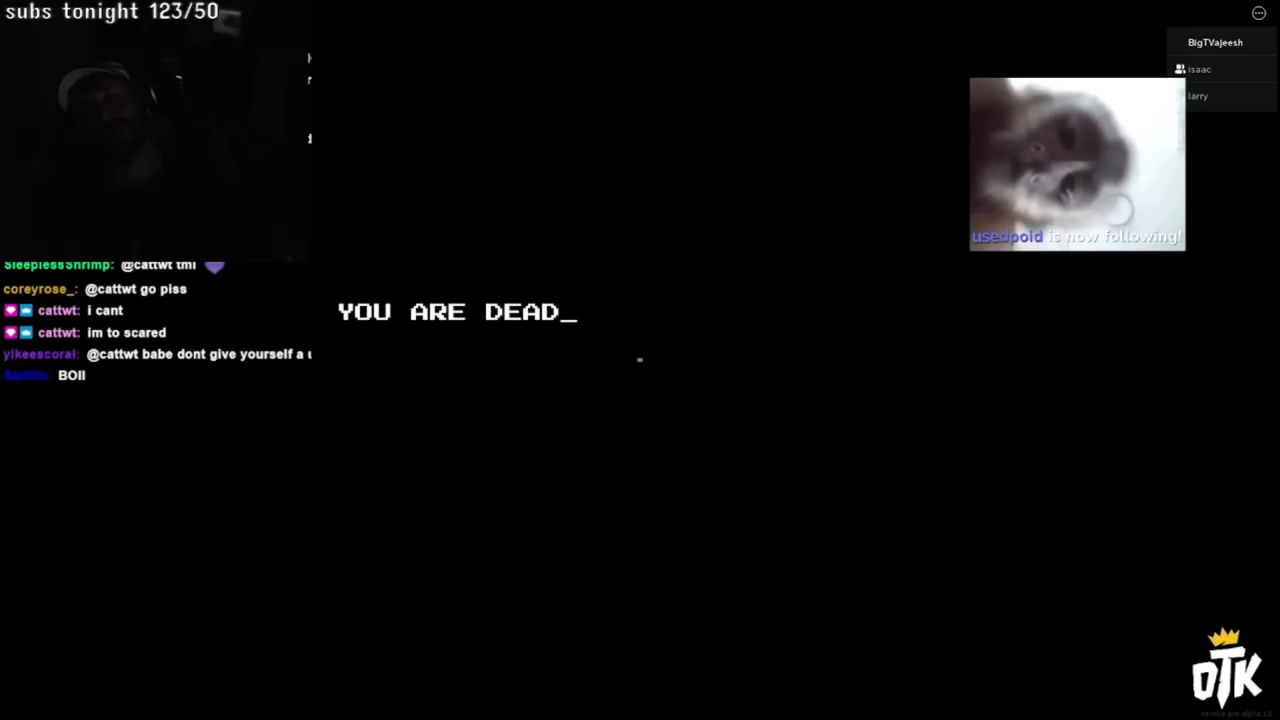 subs tonight 123/50
BigTVajeesh
Isaac
larry
usedpoid is now following!
SleeplessShrimp: @cattwt tmi
coreyrose_: @cattwt go piss
cattwt: i cant
cattwt: im to scared
yikeescoral: @cattwt babe dont give yourself a u
BOII
YOU ARE DEAD_
OTK